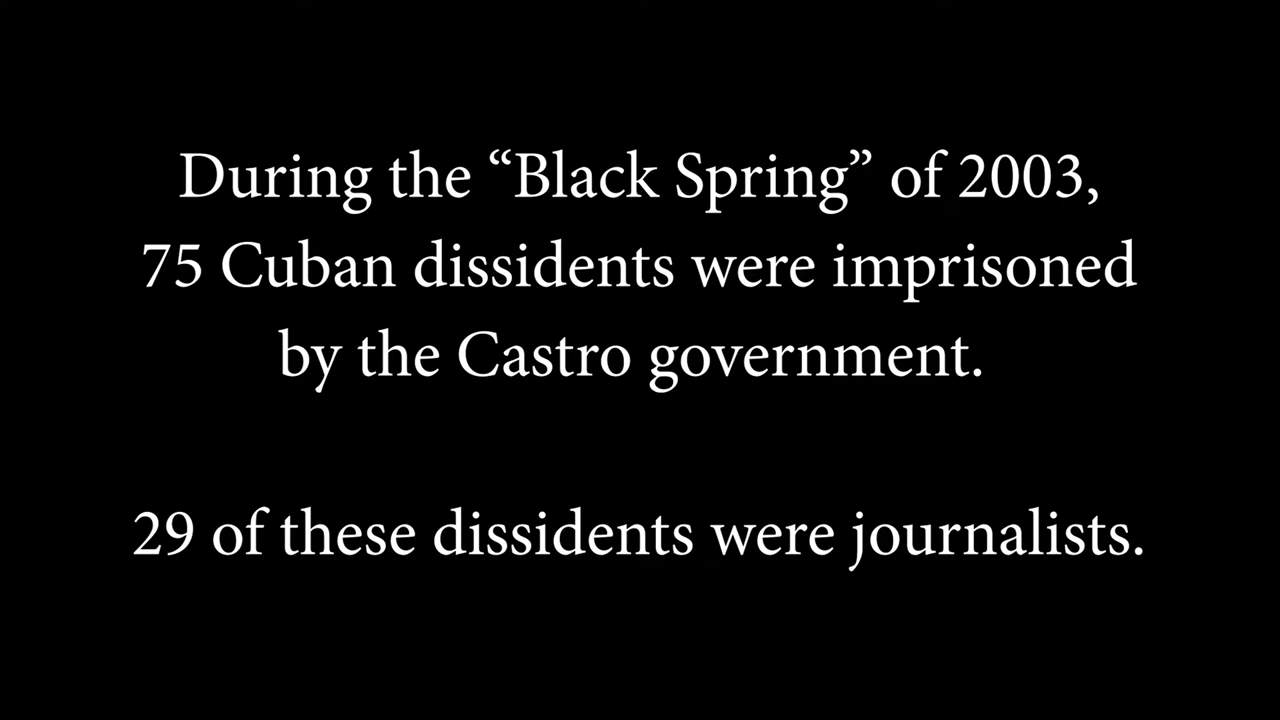 During the “Black Spring” of 2003,
75 Cuban dissidents were imprisoned
by the Castro government.
29 of these dissidents were journalists.